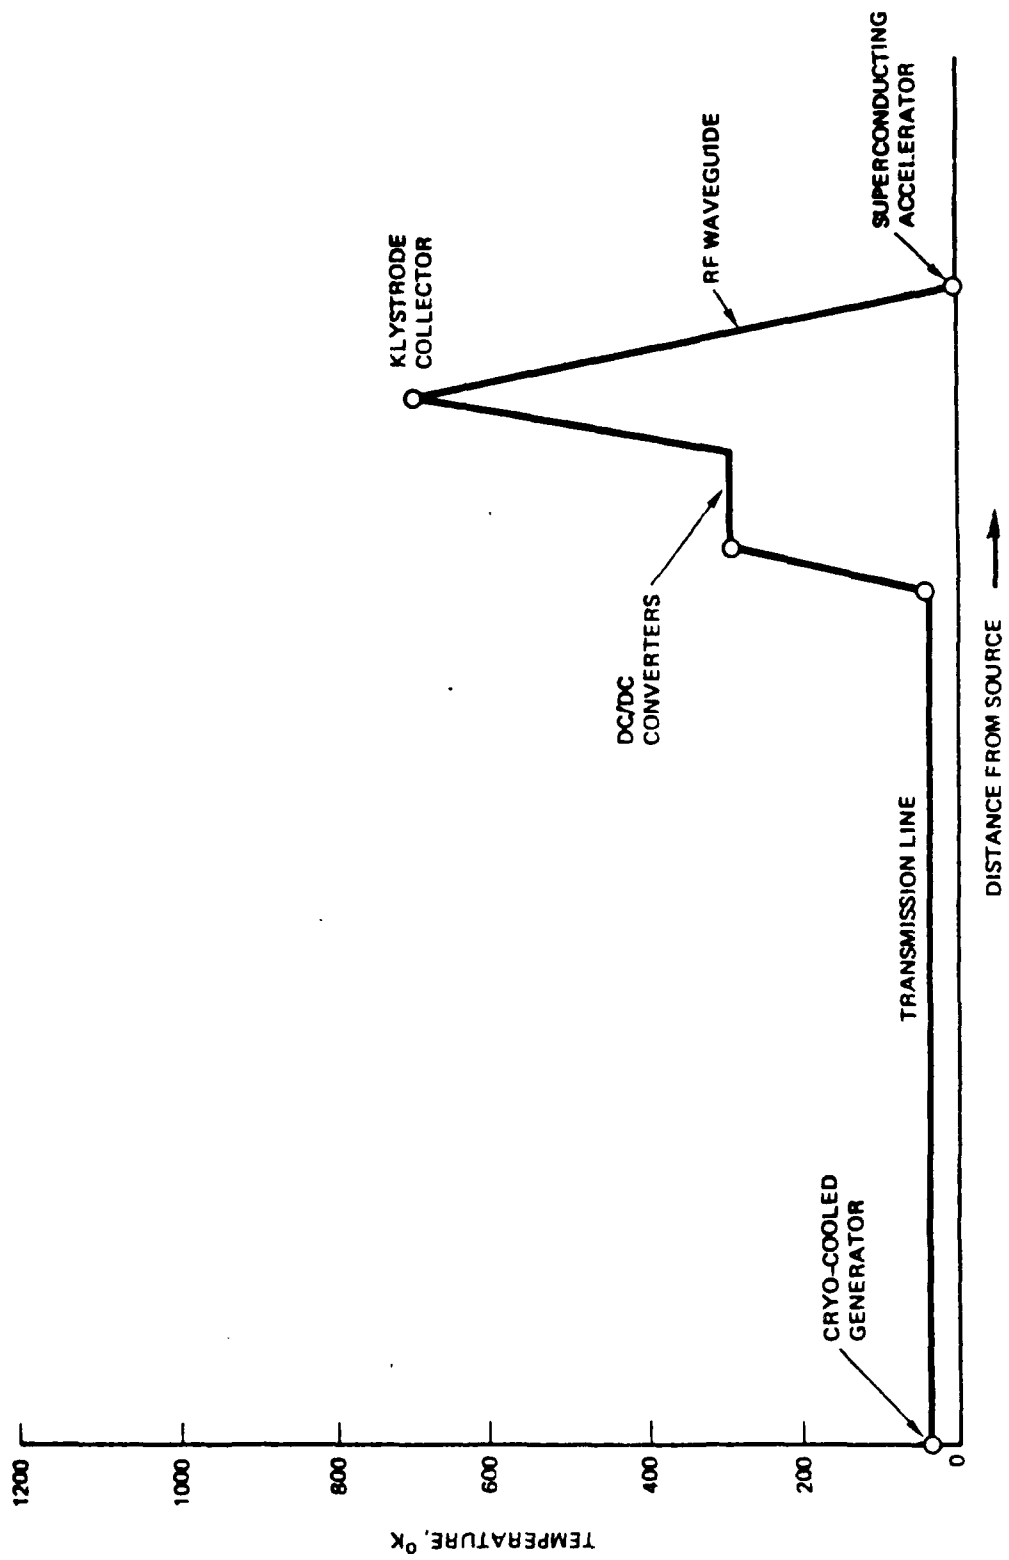 1200
1000
800
600
400
200
0
TEMPERATURE, °K
CRYO-COOLED
GENERATOR
TRANSMISSION LINE
DC/DC
CONVERTERS
KLYSTRODE
COLLECTOR
RF WAVEGUIDE
SUPERCONDUCTING
ACCELERATOR
DISTANCE FROM SOURCE